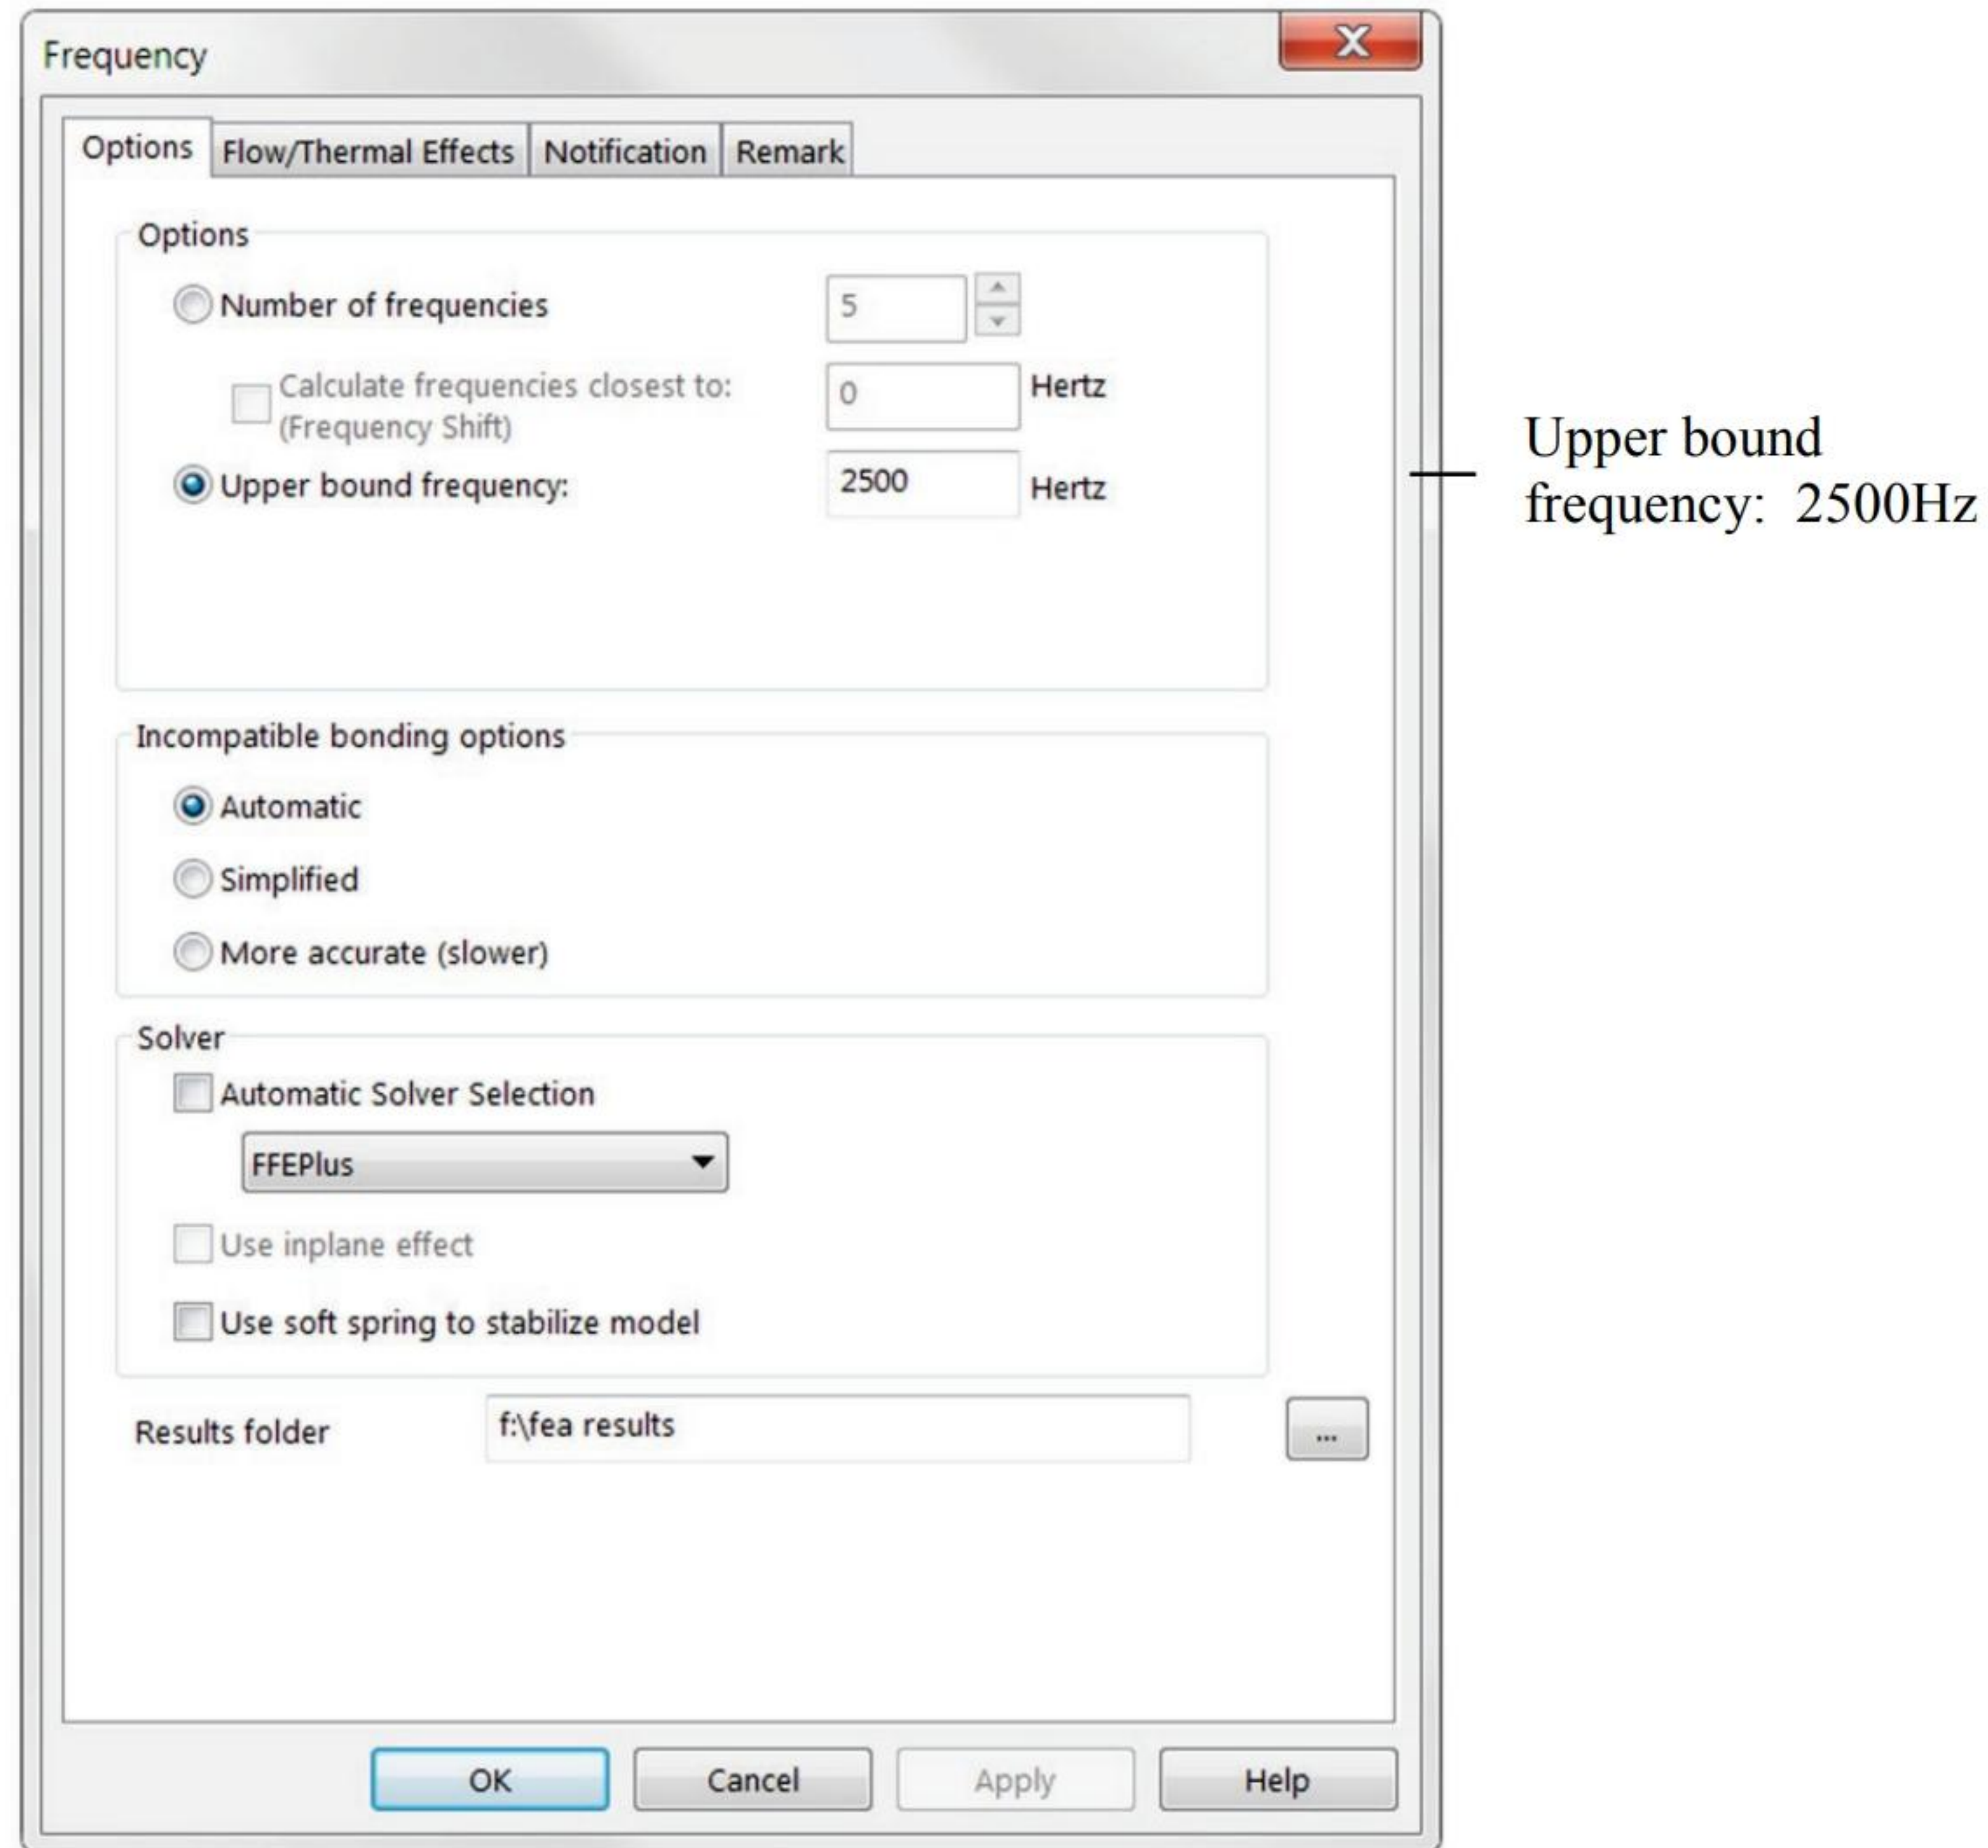 Frequency
Options Flow/Thermal Effects Notification Remark
Options
Number of frequencies 5
Calculate frequencies closest to: 0 Hertz
(Frequency Shift)
Upper bound frequency: 2500 Hertz
Upper bound
frequency: 2500Hz
Incompatible bonding options
Automatic
Simplified
More accurate (slower)
Solver
Automatic Solver Selection
FFEPlus
Use inplane effect
Use soft spring to stabilize model
Results folder f:\fea results ...
OK Cancel Apply Help